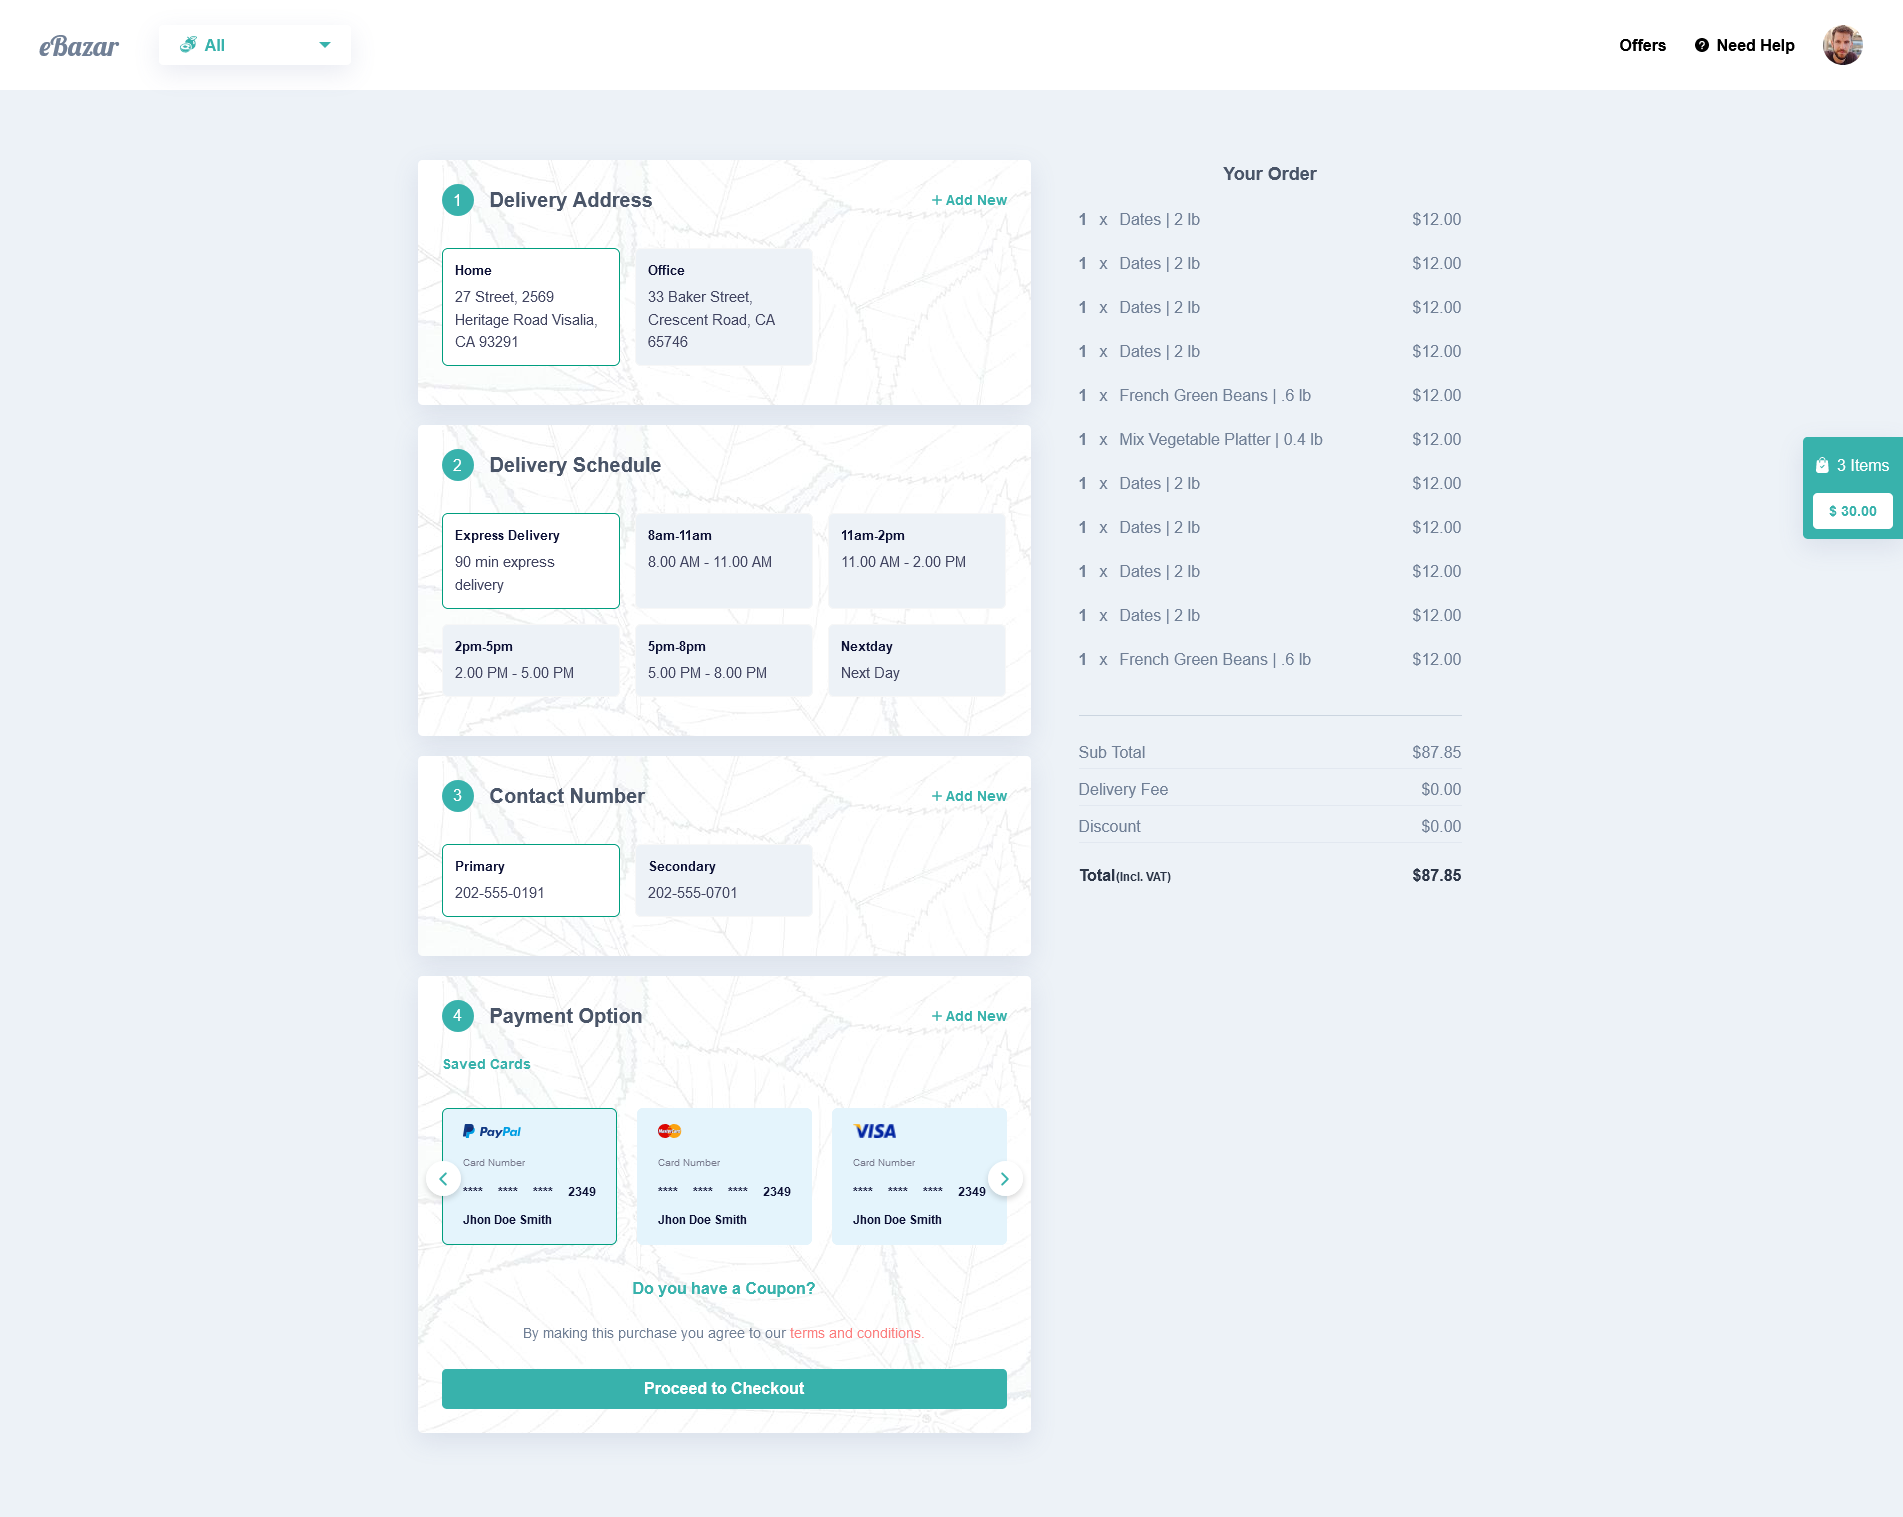 eBazar
All
Offers
Need Help
1
Delivery Address
+ Add New
Home
27 Street, 2569
Heritage Road Visalia,
CA 93291
Office
33 Baker Street,
Crescent Road, CA
65746
2
Delivery Schedule
Express Delivery
90 min express
delivery
8am-11am
8.00 AM - 11.00 AM
11am-2pm
11.00 AM - 2.00 PM
2pm-5pm
2.00 PM - 5.00 PM
5pm-8pm
5.00 PM - 8.00 PM
Nextday
Next Day
3
Contact Number
+ Add New
Primary
202-555-0191
Secondary
202-555-0701
4
Payment Option
+ Add New
Saved Cards
PayPal
Card Number
**** **** **** 2349
Jhon Doe Smith
MasterCard
Card Number
**** **** **** 2349
Jhon Doe Smith
VISA
Card Number
**** **** **** 2349
Jhon Doe Smith
Do you have a Coupon?
By making this purchase you agree to our terms and conditions.
Proceed to Checkout
Your Order
1 x Dates | 2 lb $12.00
1 x Dates | 2 lb $12.00
1 x Dates | 2 lb $12.00
1 x Dates | 2 lb $12.00
1 x French Green Beans | .6 lb $12.00
1 x Mix Vegetable Platter | 0.4 lb $12.00
1 x Dates | 2 lb $12.00
1 x Dates | 2 lb $12.00
1 x Dates | 2 lb $12.00
1 x Dates | 2 lb $12.00
1 x French Green Beans | .6 lb $12.00
Sub Total $87.85
Delivery Fee $0.00
Discount $0.00
Total(Incl. VAT) $87.85
3 Items
$ 30.00